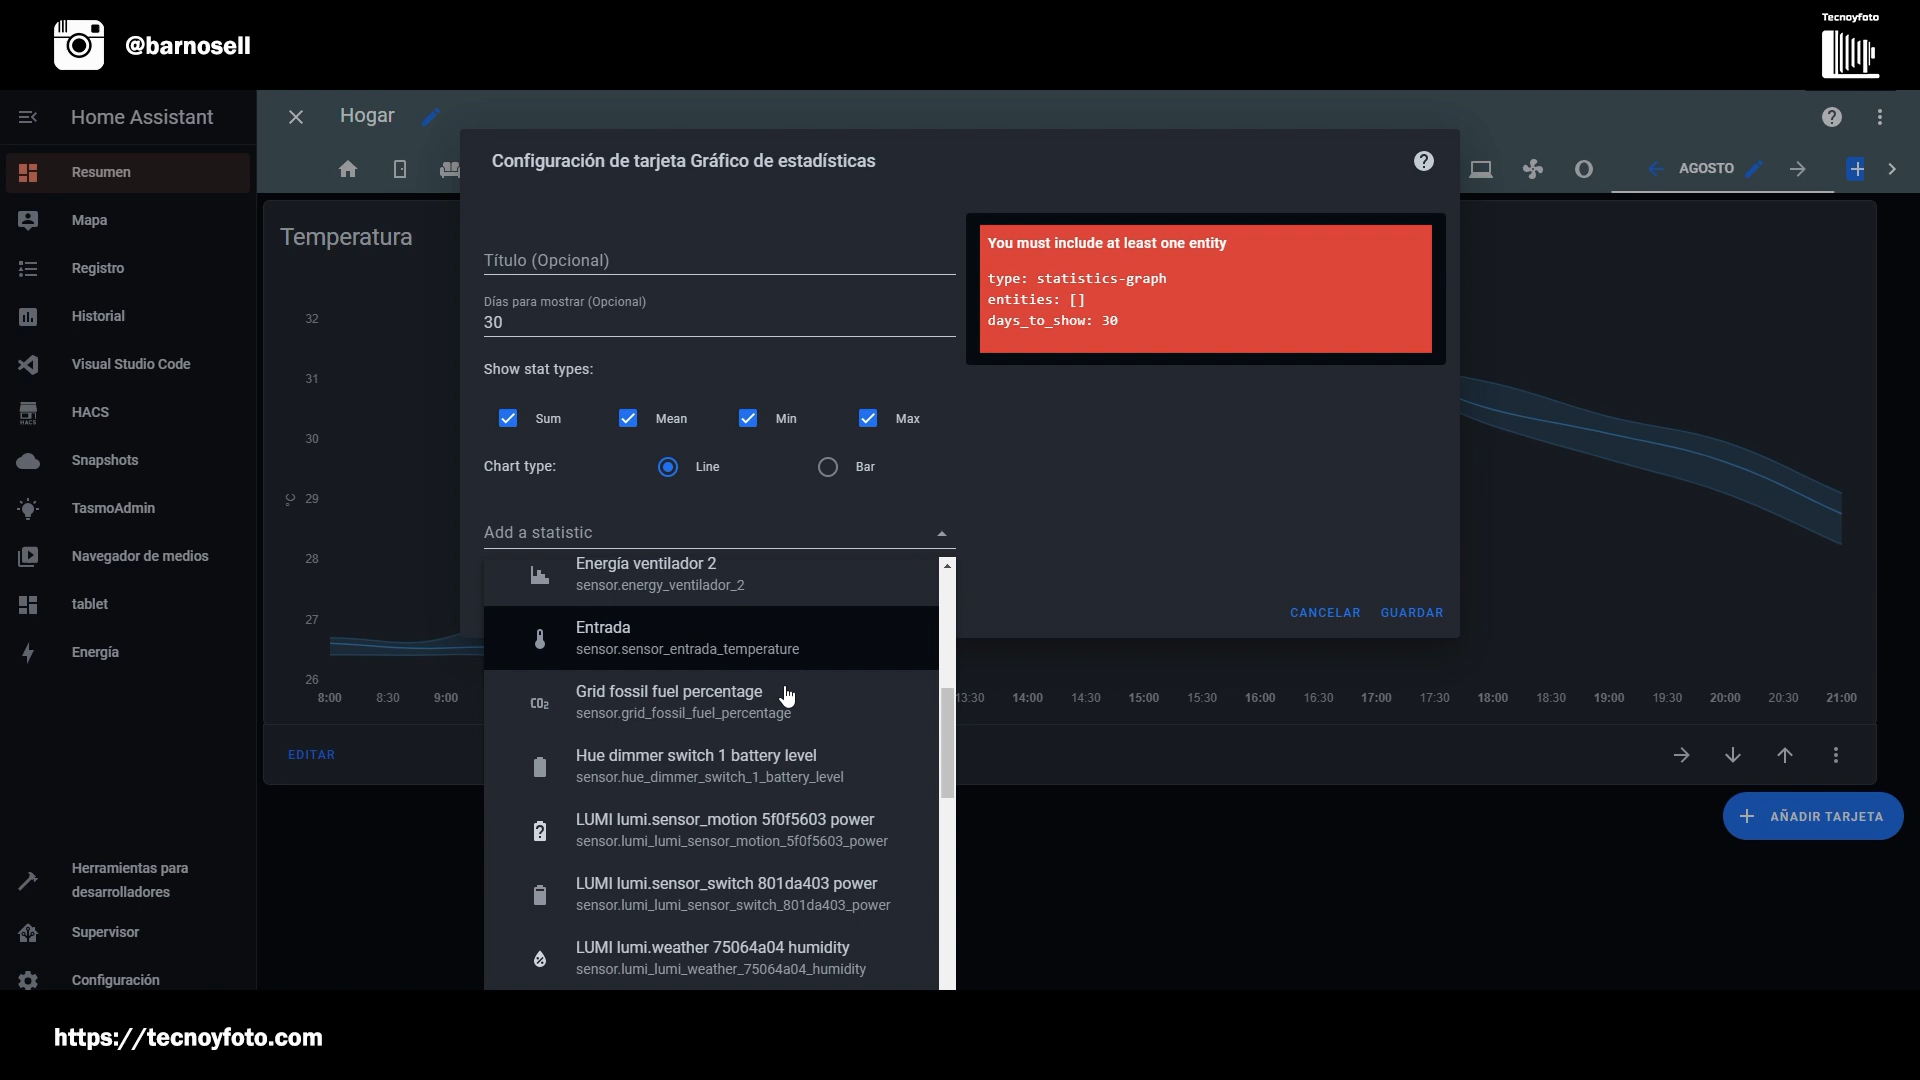 @barnosell
Tecnoyfoto
Home Assistant
Hogar
Resumen
Mapa
Registro
Historial
Visual Studio Code
HACS
HACS
Snapshots
TasmoAdmin
Navegador de medios
tablet
Energía
Herramientas para
desarrolladores
Supervisor
Configuración
AGOSTO
Temperatura
°C
32
31
30
29
28
27
26
8:00 8:30 9:00 13:30 14:00 14:30 15:00 15:30 16:00 16:30 17:00 17:30 18:00 18:30 19:00 19:30 20:00 20:30 21:00
EDITAR
AÑADIR TARJETA
Configuración de tarjeta Gráfico de estadísticas
Título (Opcional)
Días para mostrar (Opcional)
30
Show stat types:
Sum Mean Min Max
Chart type: Line Bar
Add a statistic
Energía ventilador 2
sensor.energy_ventilador_2
Entrada
sensor.sensor_entrada_temperature
CO₂ Grid fossil fuel percentage
sensor.grid_fossil_fuel_percentage
Hue dimmer switch 1 battery level
sensor.hue_dimmer_switch_1_battery_level
LUMI lumi.sensor_motion 5f0f5603 power
sensor.lumi_lumi_sensor_motion_5f0f5603_power
LUMI lumi.sensor_switch 801da403 power
sensor.lumi_lumi_sensor_switch_801da403_power
LUMI lumi.weather 75064a04 humidity
sensor.lumi_lumi_weather_75064a04_humidity
You must include at least one entity
type: statistics-graph
entities: []
days_to_show: 30
CANCELAR GUARDAR
https://tecnoyfoto.com